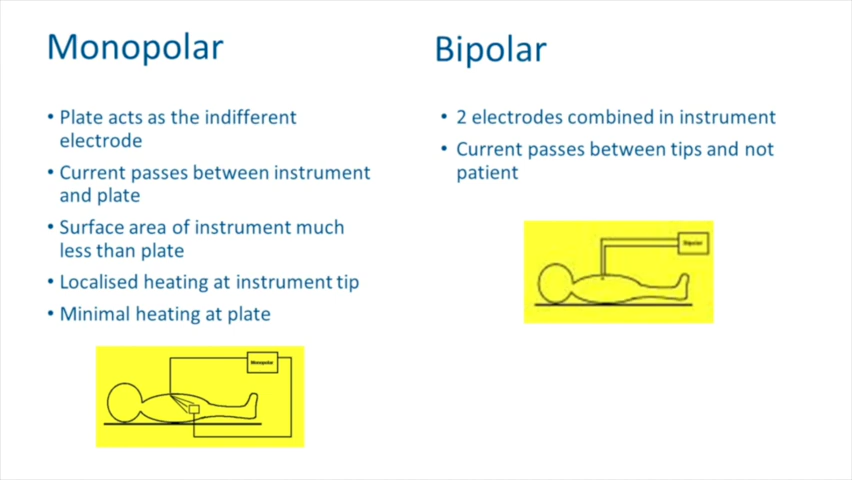 Monopolar
• Plate acts as the indifferent
electrode
• Current passes between instrument
and plate
• Surface area of instrument much
less than plate
• Localised heating at instrument tip
• Minimal heating at plate
Monopolar
Bipolar
• 2 electrodes combined in instrument
• Current passes between tips and not
patient
Bipolar